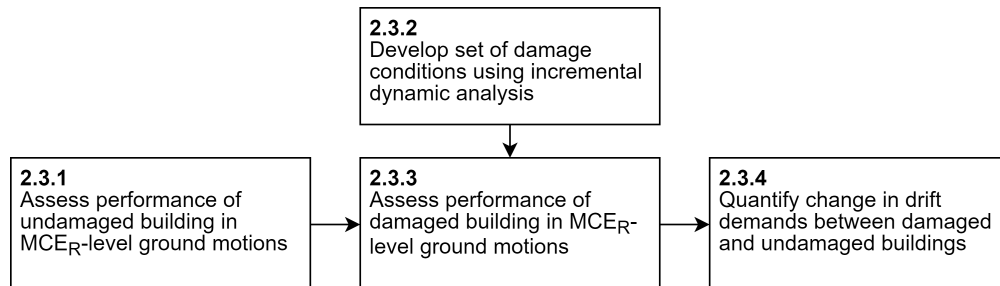 2.3.2
Develop set of damage
conditions using incremental
dynamic analysis
2.3.1
Assess performance of
undamaged building in
MCER-level ground motions
2.3.3
Assess performance of
damaged building in MCER-
level ground motions
2.3.4
Quantify change in drift
demands between damaged
and undamaged buildings